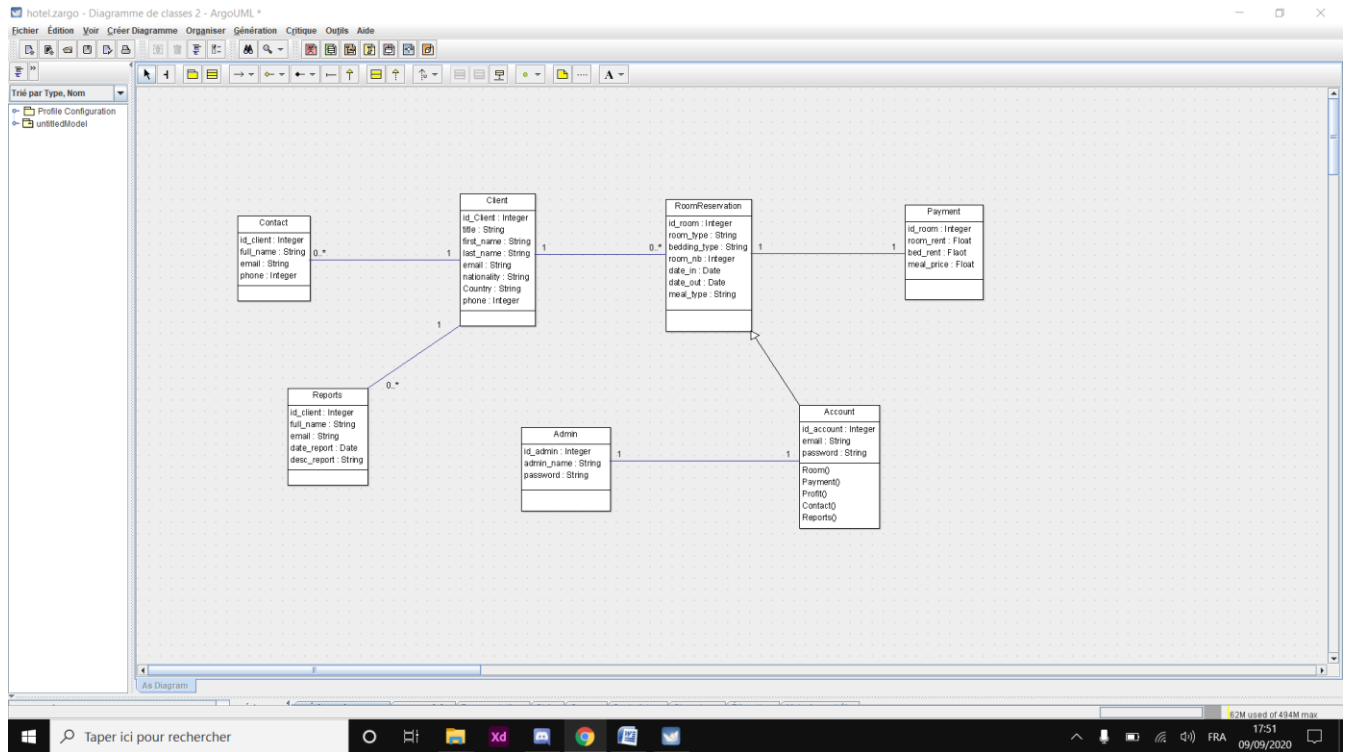 hotel.zargo - Diagramme de classes 2 - ArgoUML *
Fichier Édition Voir Créer Diagramme Organiser Génération Critique Outils Aide
Trié par Type, Nom
Profile Configuration
untitledModel
Contact
id_client : Integer
full_name : String
email : String
phone : Integer
0..*
1
Client
id_Client : Integer
title : String
first_name : String
last_name : String
email : String
nationality : String
Country : String
phone : Integer
1
0..*
RoomReservation
id_room : Integer
room_type : String
bedding_type : String
room_nb : Integer
date_in : Date
date_out : Date
meal_type : String
1
1
Payment
id_room : Integer
room_rent : Float
bed_rent : Flaot
meal_price : Float
1
0..*
Reports
id_client : Integer
full_name : String
email : String
date_report : Date
desc_report : String
Admin
id_admin : Integer
admin_name : String
password : String
1
1
Account
id_account : Integer
email : String
password : String
Room()
Payment()
Profit()
Contact()
Reports()
As Diagram
62M used of 494M max
Taper ici pour rechercher
Xd
FRA
17:51
09/09/2020